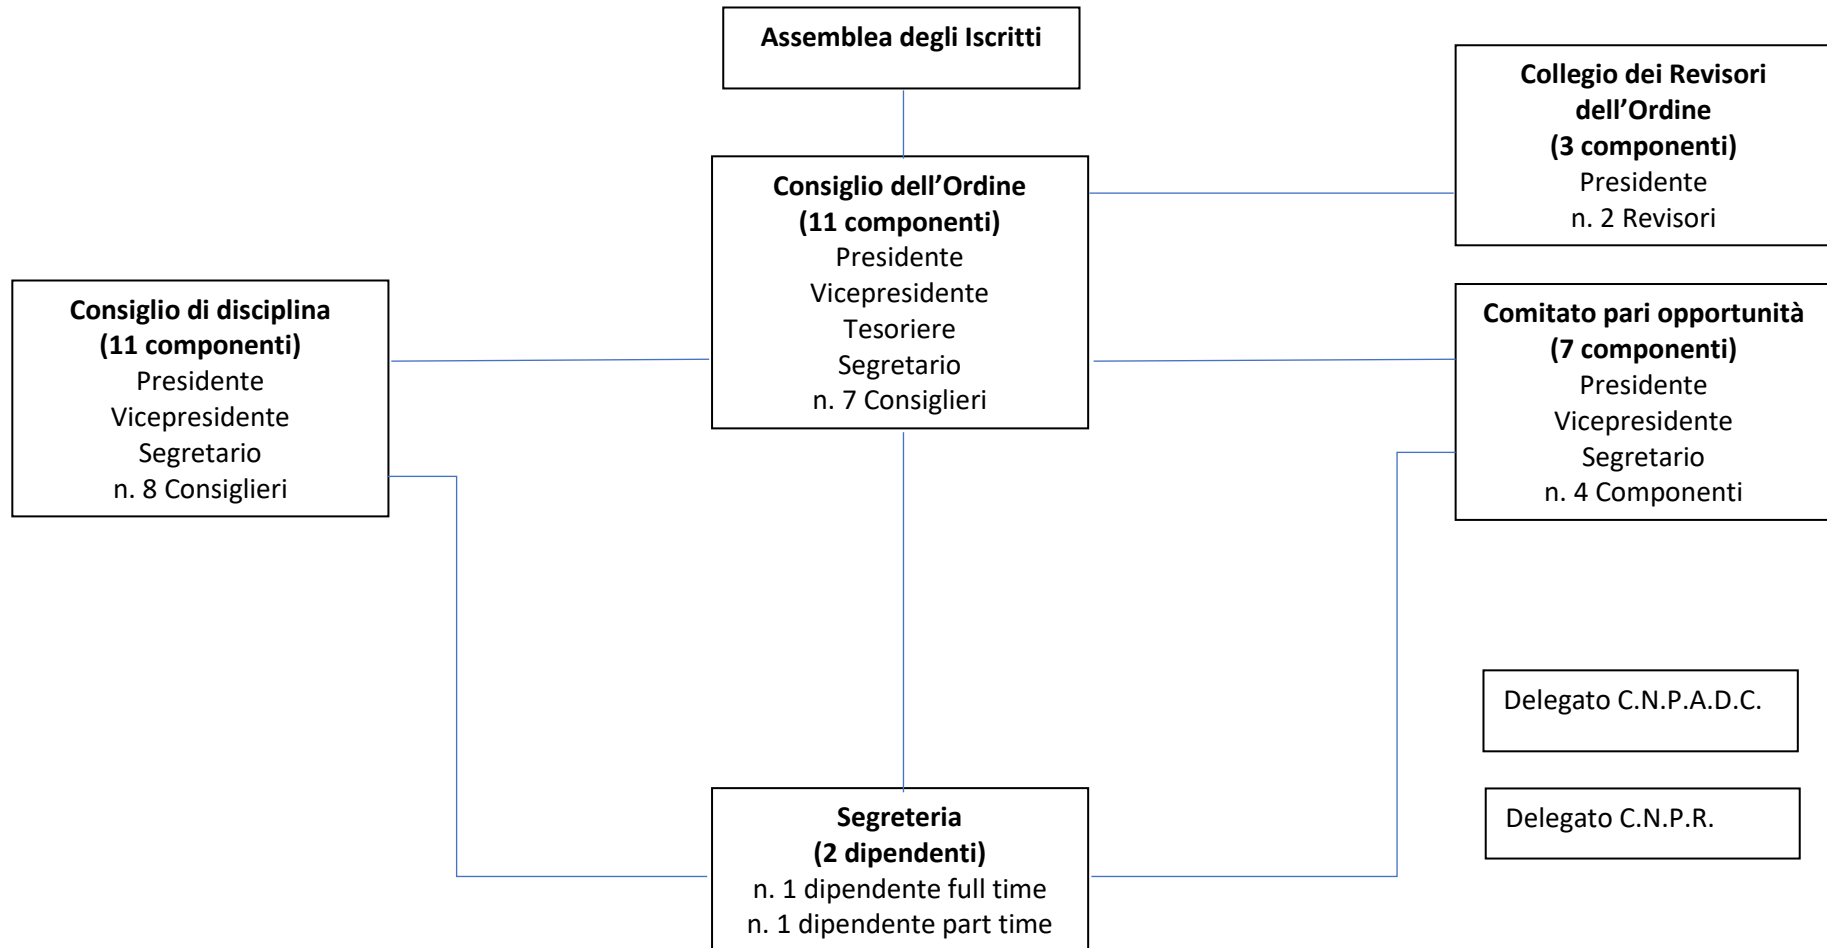 Assemblea degli Iscritti
Collegio dei Revisori
dell’Ordine
(3 componenti)
Presidente
n. 2 Revisori
Consiglio dell’Ordine
(11 componenti)
Presidente
Vicepresidente
Tesoriere
Segretario
n. 7 Consiglieri
Consiglio di disciplina
(11 componenti)
Presidente
Vicepresidente
Segretario
n. 8 Consiglieri
Comitato pari opportunità
(7 componenti)
Presidente
Vicepresidente
Segretario
n. 4 Componenti
Delegato C.N.P.A.D.C.
Delegato C.N.P.R.
Segreteria
(2 dipendenti)
n. 1 dipendente full time
n. 1 dipendente part time